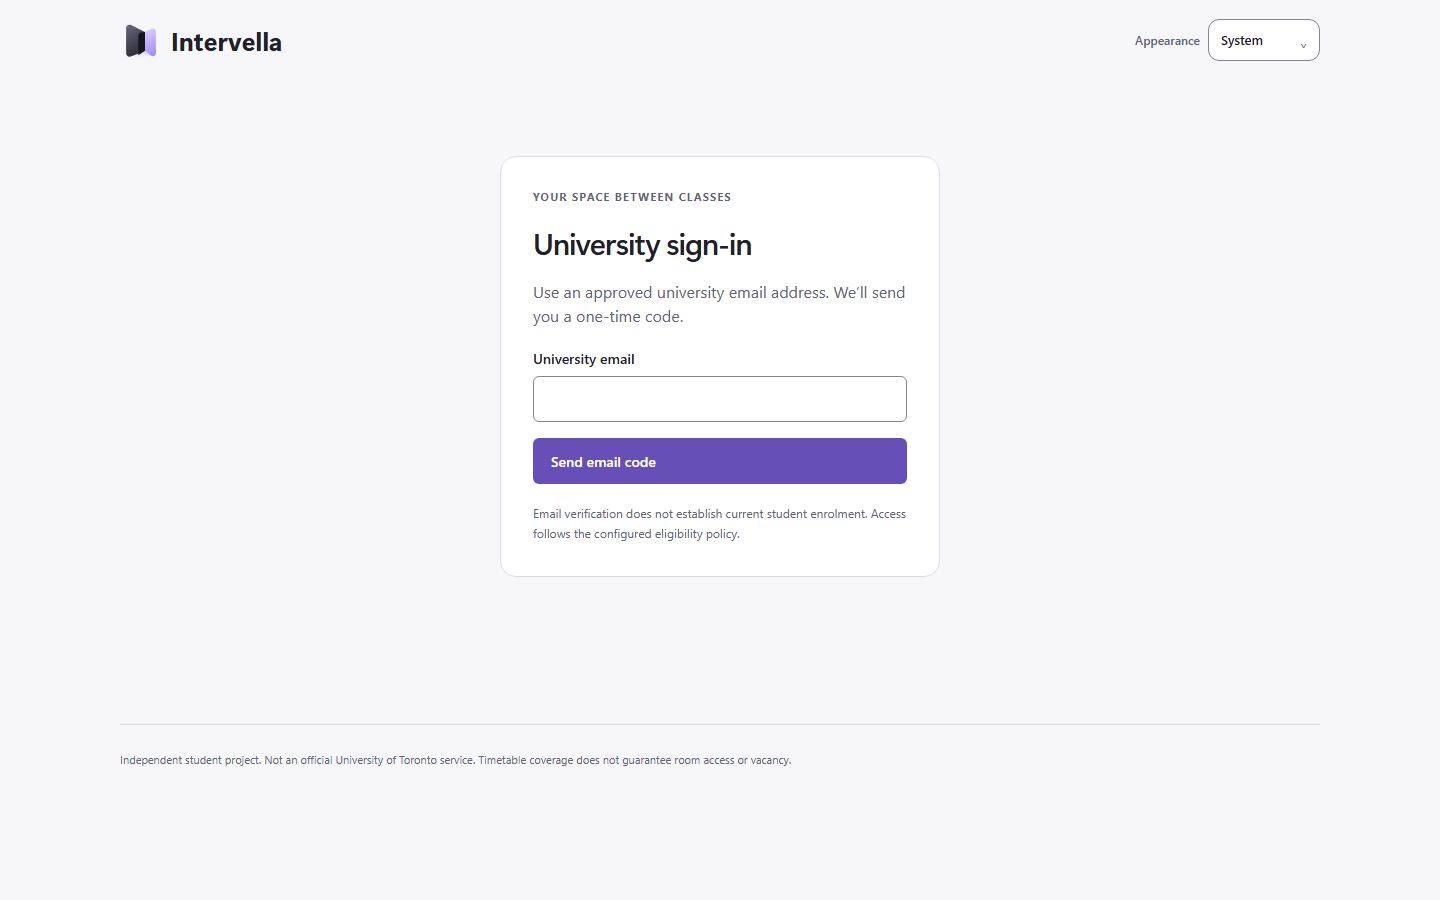 Intervella
Appearance
System
YOUR SPACE BETWEEN CLASSES
University sign-in
Use an approved university email address. We’ll send
you a one-time code.
University email
Send email code
Email verification does not establish current student enrolment. Access
follows the configured eligibility policy.
Independent student project. Not an official University of Toronto service. Timetable coverage does not guarantee room access or vacancy.